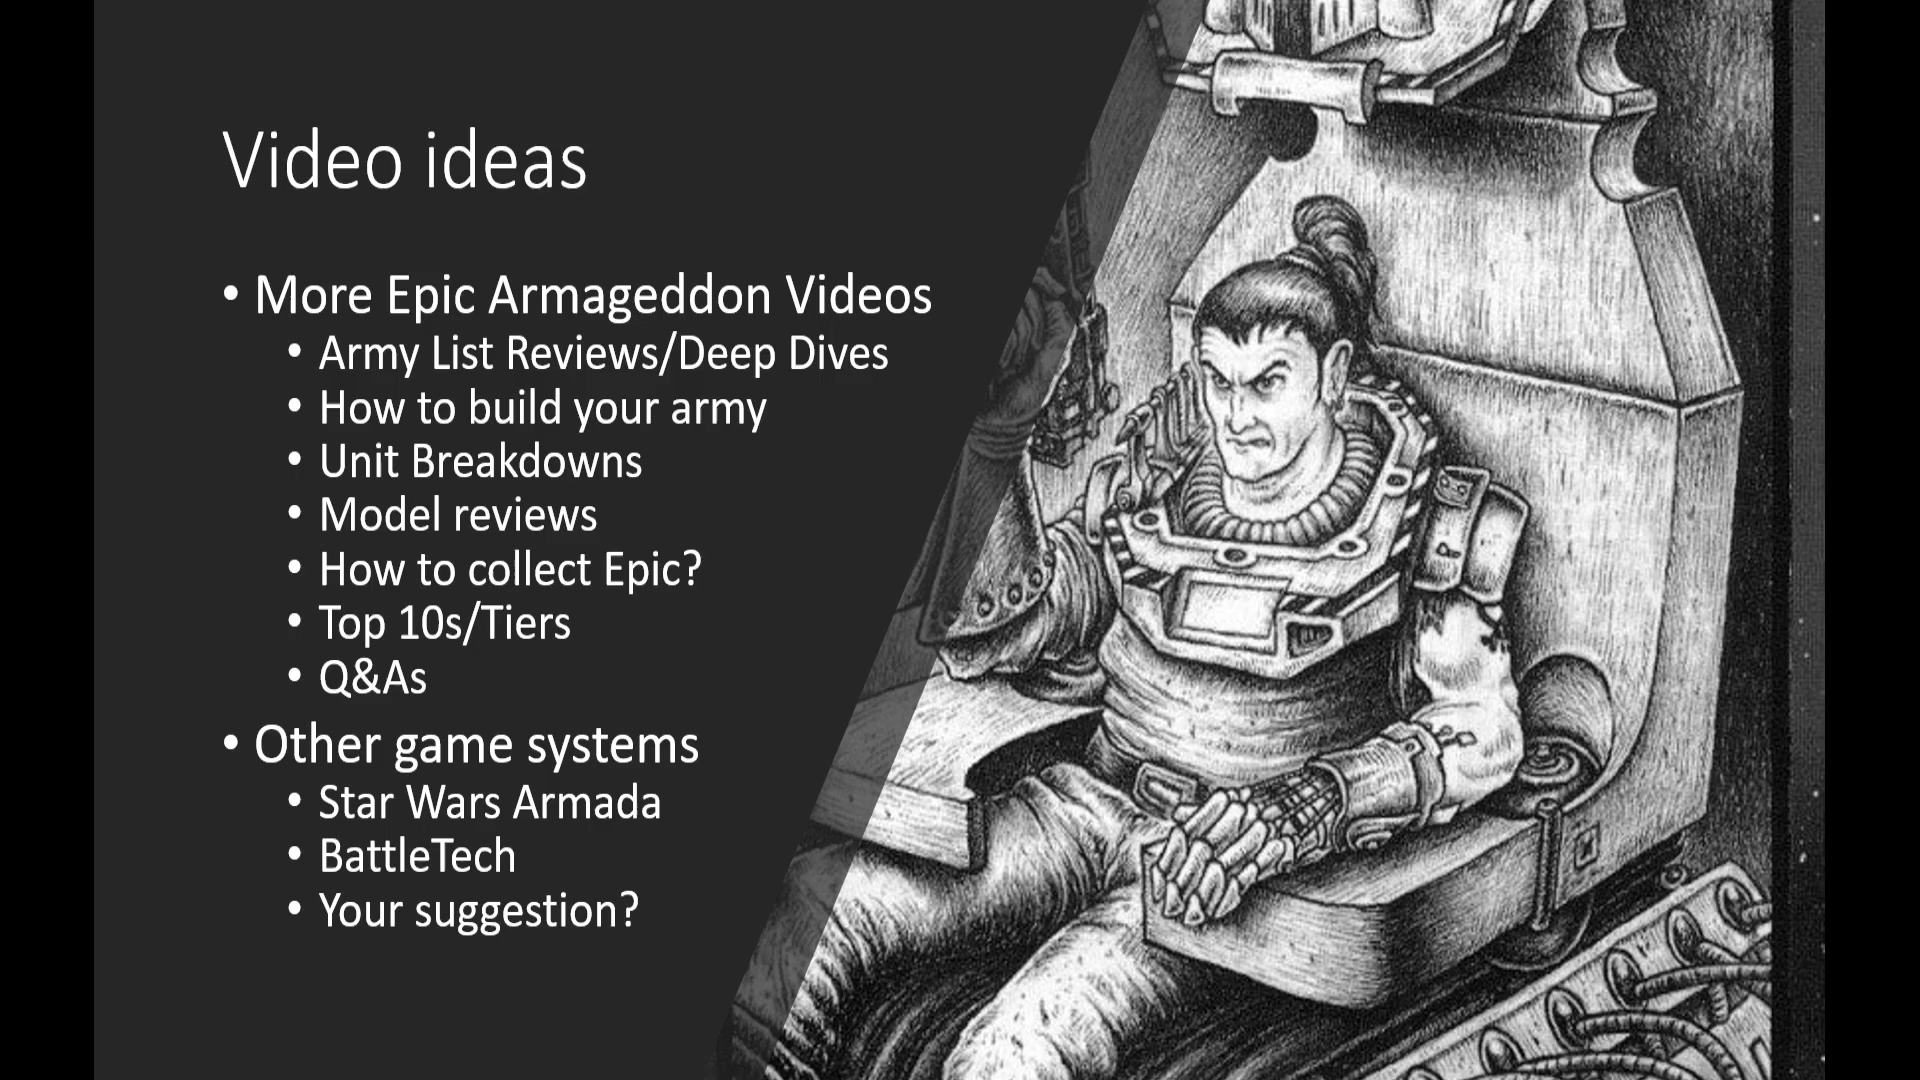 Video ideas
• More Epic Armageddon Videos
• Army List Reviews/Deep Dives
• How to build your army
• Unit Breakdowns
• Model reviews
• How to collect Epic?
• Top 10s/Tiers
• Q&As
• Other game systems
• Star Wars Armada
• BattleTech
• Your suggestion?